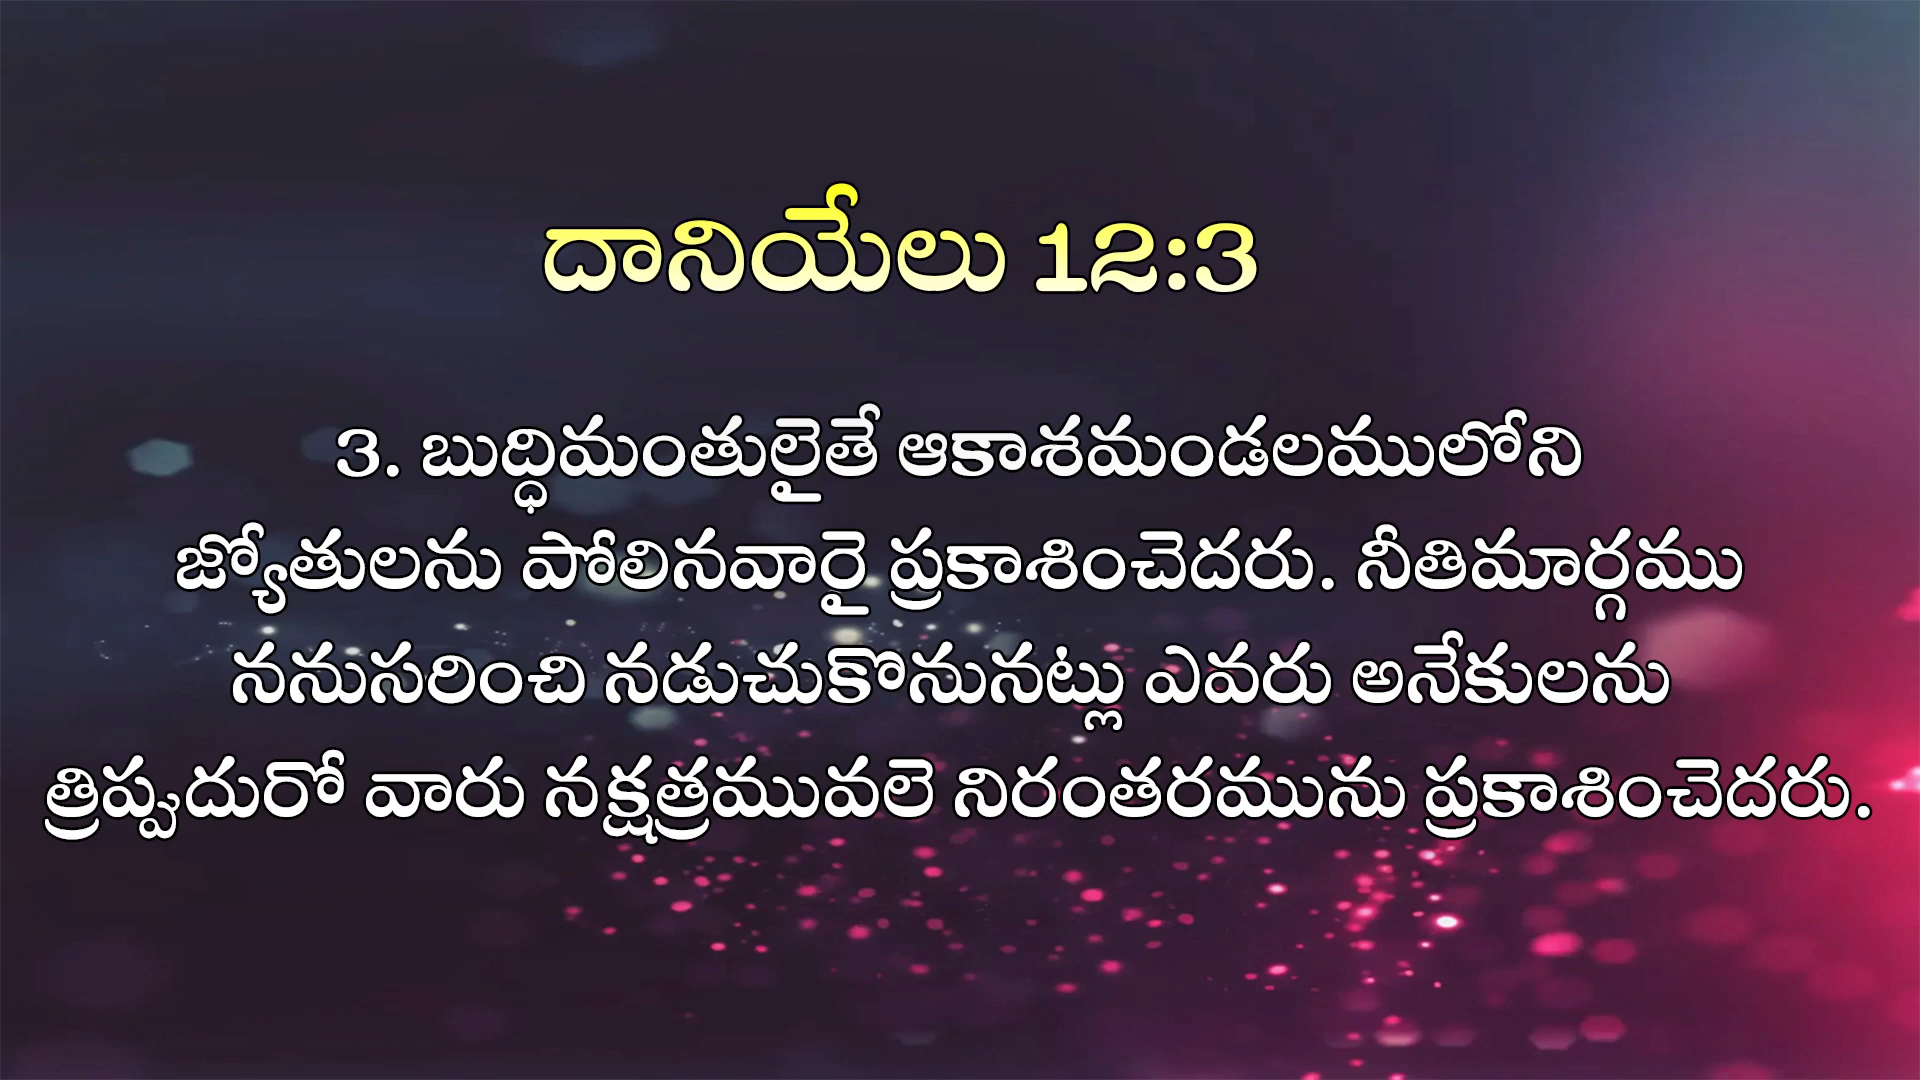 దానియేలు 12:3
3. బుద్ధిమంతులైతే ఆకాశమండలములోని
జ్యోతులను పోలినవారై ప్రకాశించెదరు. నీతిమార్గము
ననుసరించి నడుచుకొనునట్లు ఎవరు అనేకులను
త్రిప్పుదురో వారు నక్షత్రమువలె నిరంతరమును ప్రకాశించెదరు.